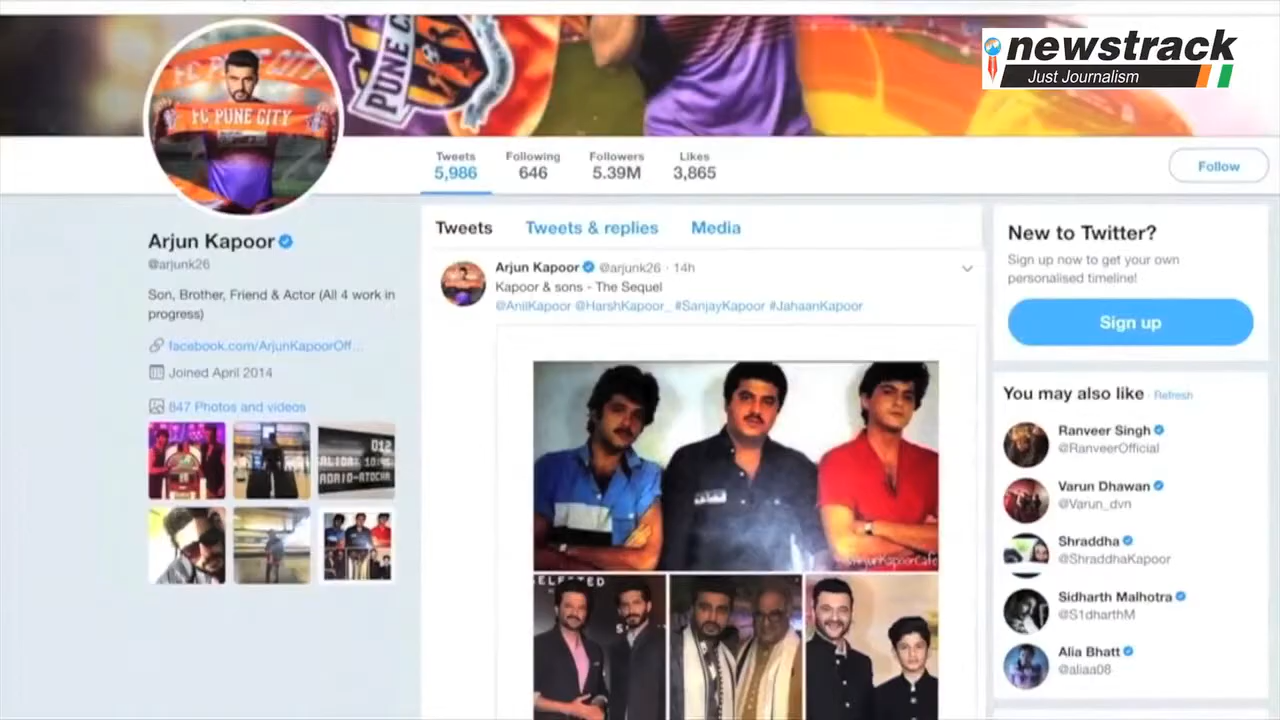 newstrack
Just Journalism
PUNE C
FC PUNE CITY
FC PUNE CITY
Tweets
5,986
Following
646
Followers
5.39M
Likes
3,865
Follow
Arjun Kapoor
@arjunk26
Son, Brother, Friend & Actor (All 4 work in
progress)
facebook.com/ArjunKapoorOff...
Joined April 2014
847 Photos and videos
Tweets
Tweets & replies
Media
Arjun Kapoor @arjunk26 · 14h
Kapoor & sons - The Sequel
@AnilKapoor @HarshKapoor_ #SanjayKapoor #JahaanKapoor
SELECTED
New to Twitter?
Sign up now to get your own
personalised timeline!
Sign up
You may also like · Refresh
Ranveer Singh
@RanveerOfficial
Varun Dhawan
@Varun_dvn
Shraddha
@ShraddhaKapoor
Sidharth Malhotra
@S1dharthM
Alia Bhatt
@aliaa08